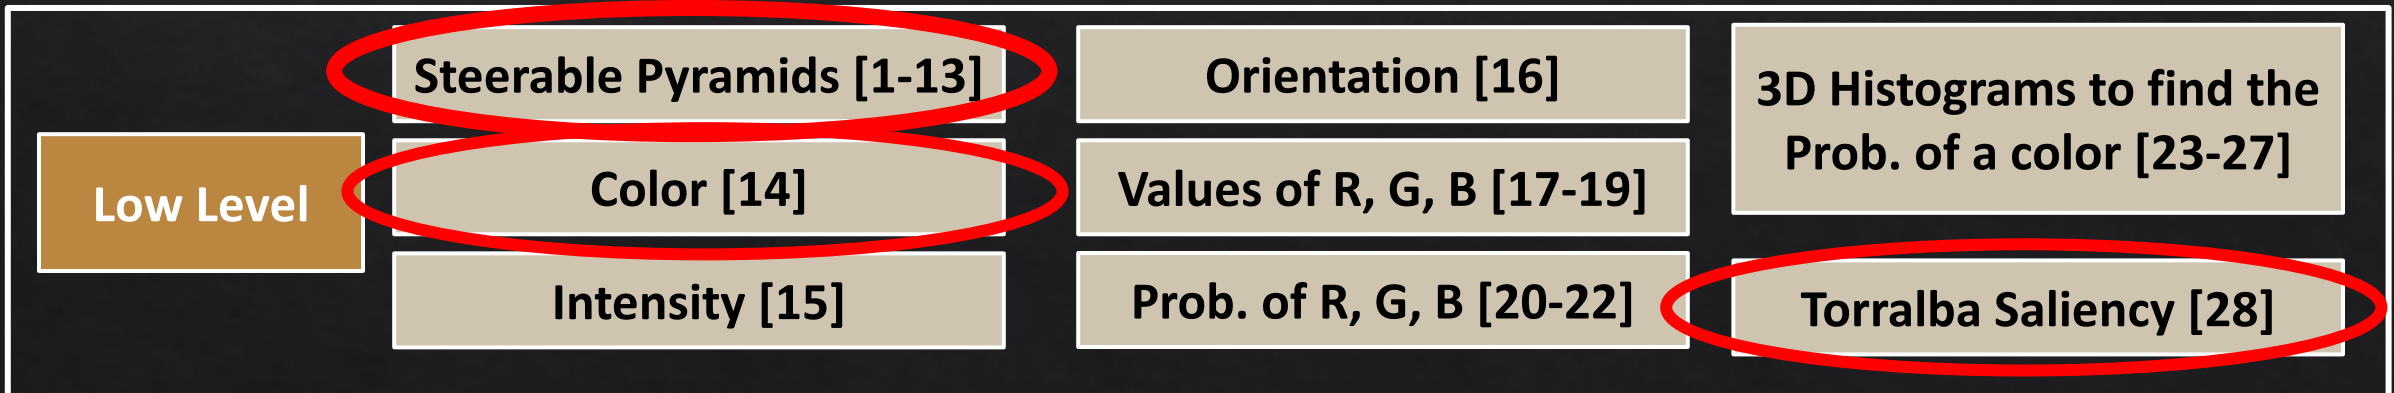 Low Level
Steerable Pyramids [1-13]
Color [14]
Intensity [15]
Orientation [16]
Values of R, G, B [17-19]
Prob. of R, G, B [20-22]
3D Histograms to find the
Prob. of a color [23-27]
Torralba Saliency [28]